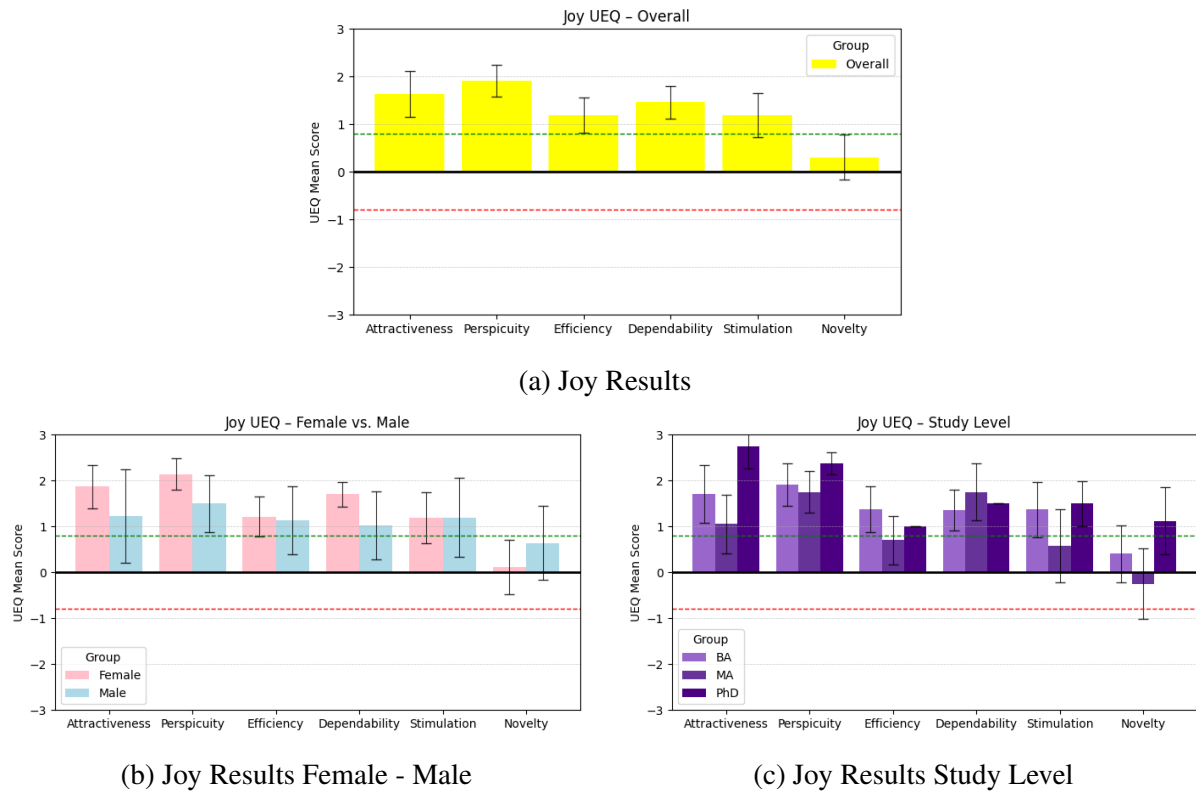 Joy UEQ – Overall
3
2
1
0
−1
−2
−3
UEQ Mean Score
Group
Overall
Attractiveness Perspicuity Efficiency Dependability Stimulation Novelty
(a) Joy Results
Joy UEQ – Female vs. Male
3
2
1
0
−1
−2
−3
UEQ Mean Score
Group
Female
Male
Attractiveness Perspicuity Efficiency Dependability Stimulation Novelty
(b) Joy Results Female - Male
Joy UEQ – Study Level
3
2
1
0
−1
−2
−3
UEQ Mean Score
Group
BA
MA
PhD
Attractiveness Perspicuity Efficiency Dependability Stimulation Novelty
(c) Joy Results Study Level